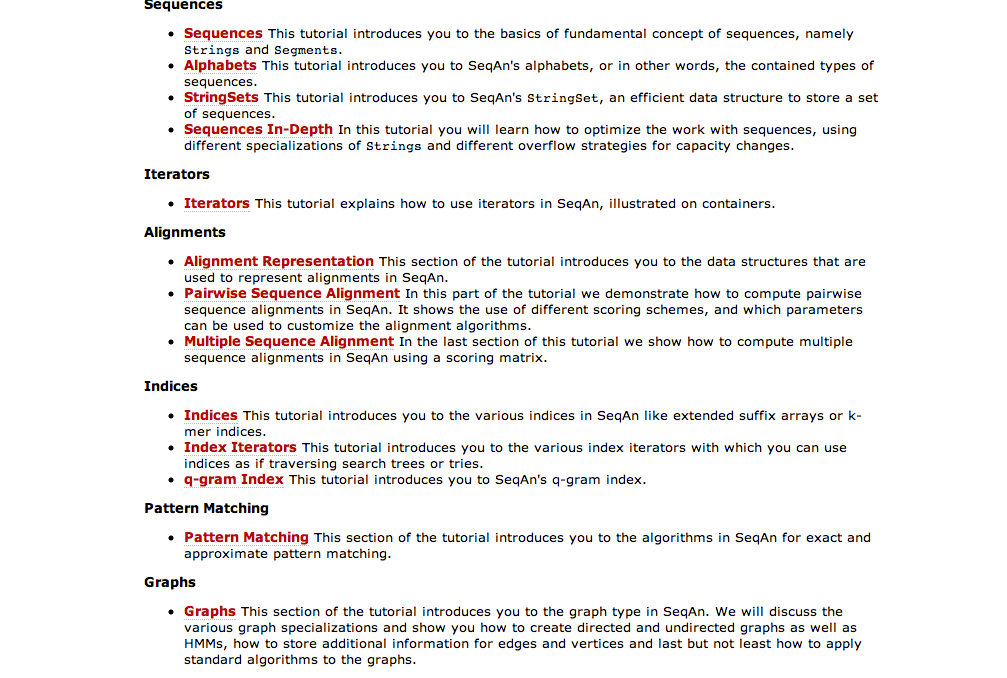 Sequences
Sequences This tutorial introduces you to the basics of fundamental concept of sequences, namely
Strings and Segments.
Alphabets This tutorial introduces you to SeqAn's alphabets, or in other words, the contained types of
sequences.
StringSets This tutorial introduces you to SeqAn's StringSet, an efficient data structure to store a set
of sequences.
Sequences In-Depth In this tutorial you will learn how to optimize the work with sequences, using
different specializations of Strings and different overflow strategies for capacity changes.
Iterators
Iterators This tutorial explains how to use iterators in SeqAn, illustrated on containers.
Alignments
Alignment Representation This section of the tutorial introduces you to the data structures that are
used to represent alignments in SeqAn.
Pairwise Sequence Alignment In this part of the tutorial we demonstrate how to compute pairwise
sequence alignments in SeqAn. It shows the use of different scoring schemes, and which parameters
can be used to customize the alignment algorithms.
Multiple Sequence Alignment In the last section of this tutorial we show how to compute multiple
sequence alignments in SeqAn using a scoring matrix.
Indices
Indices This tutorial introduces you to the various indices in SeqAn like extended suffix arrays or k-
mer indices.
Index Iterators This tutorial introduces you to the various index iterators with which you can use
indices as if traversing search trees or tries.
q-gram Index This tutorial introduces you to SeqAn's q-gram index.
Pattern Matching
Pattern Matching This section of the tutorial introduces you to the algorithms in SeqAn for exact and
approximate pattern matching.
Graphs
Graphs This section of the tutorial introduces you to the graph type in SeqAn. We will discuss the
various graph specializations and show you how to create directed and undirected graphs as well as
HMMs, how to store additional information for edges and vertices and last but not least how to apply
standard algorithms to the graphs.